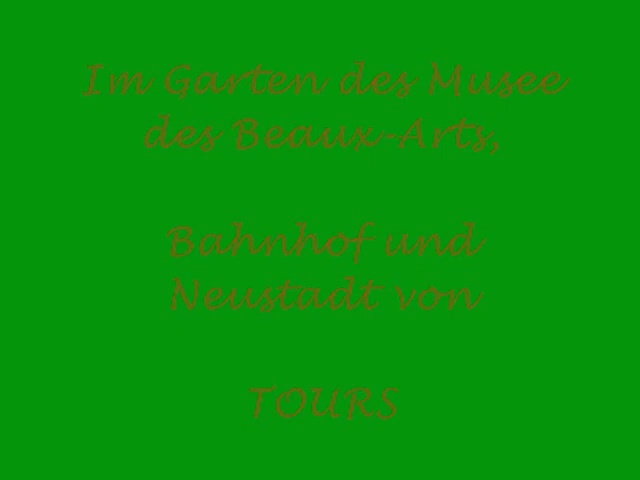 Im Garten des Musee
des Beaux-Arts,
Bahnhof und
Neustadt von
TOURS